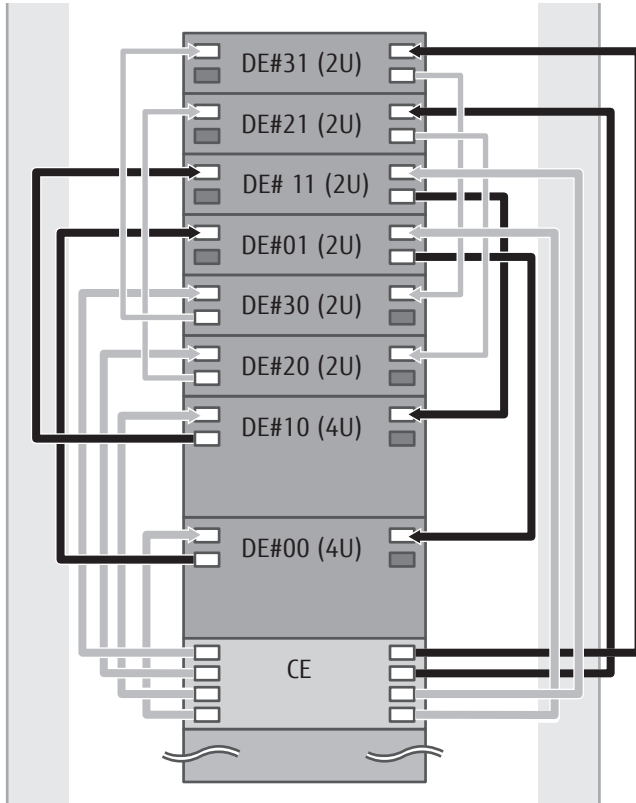 DE#31 (2U)
DE#21 (2U)
DE# 11 (2U)
DE#01 (2U)
DE#30 (2U)
DE#20 (2U)
DE#10 (4U)
DE#00 (4U)
CE